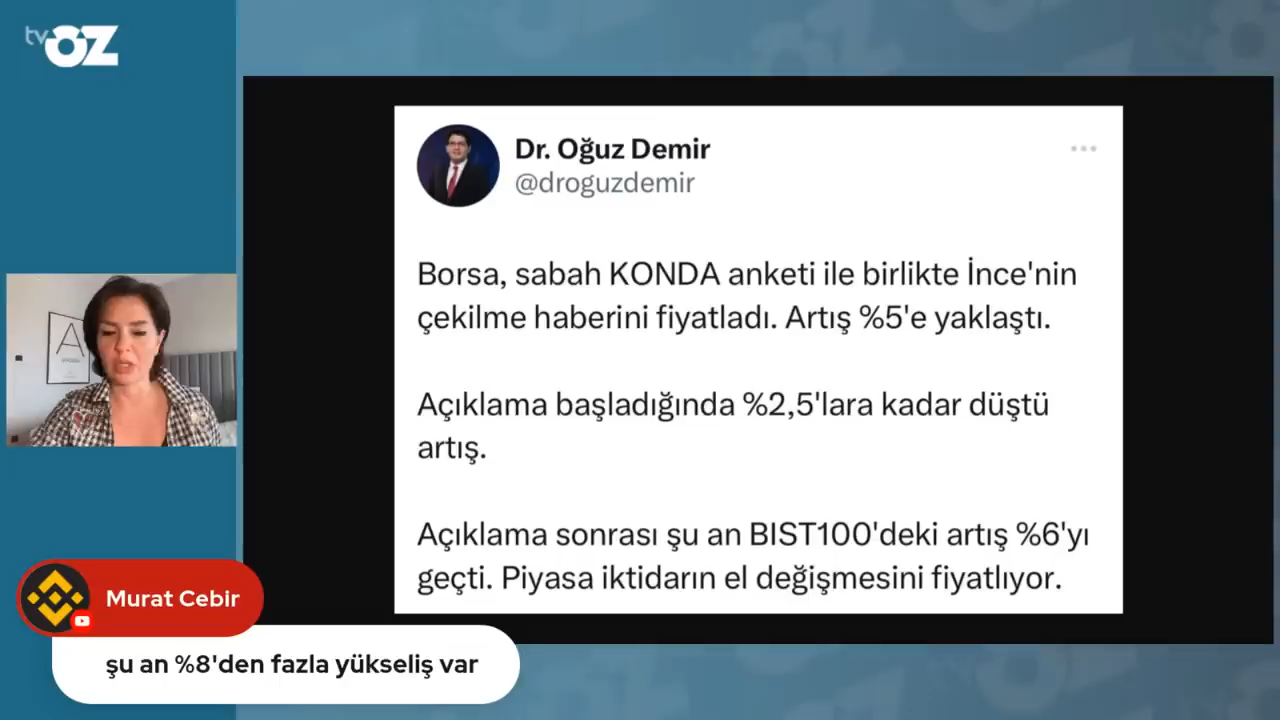 tv ÖZ
Dr. Oğuz Demir
@droguzdemir
Borsa, sabah KONDA anketi ile birlikte İnce'nin
çekilme haberini fiyatladı. Artış %5'e yaklaştı.
Açıklama başladığında %2,5'lara kadar düştü
artış.
Açıklama sonrası şu an BIST100'deki artış %6'yı
geçti. Piyasa iktidarın el değişmesini fiyatlıyor.
A
Murat Cebir
şu an %8'den fazla yükseliş var